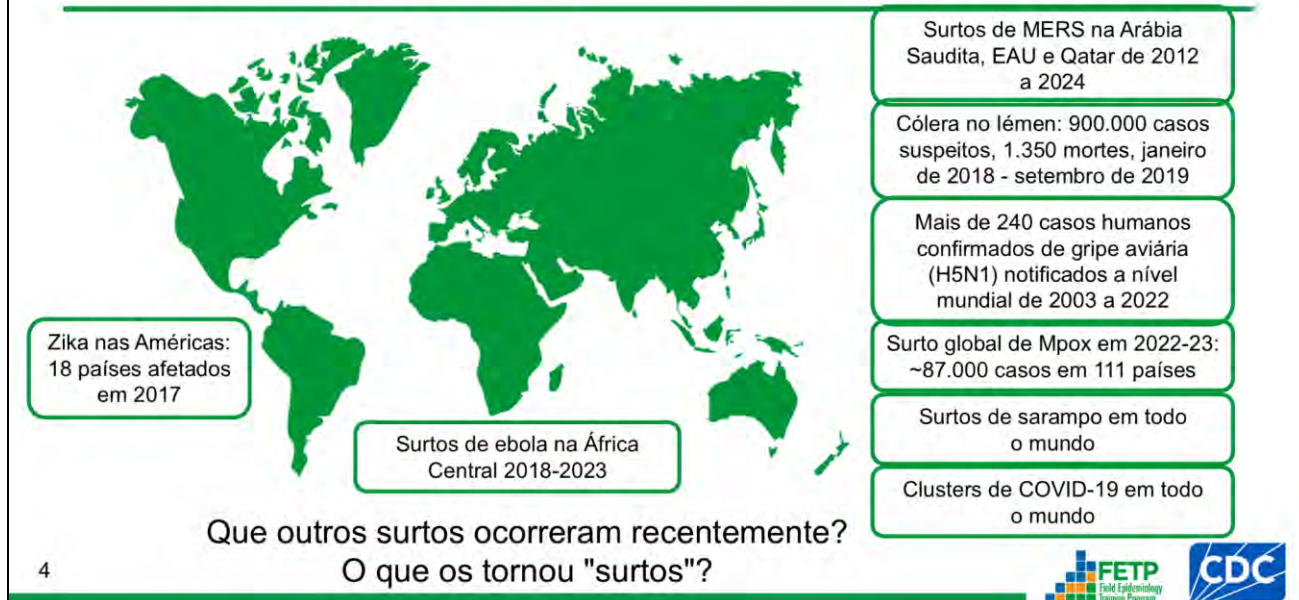 Surtos de MERS na Arábia
Saudita, EAU e Qatar de 2012
a 2024
Cólera no Iémen: 900.000 casos
suspeitos, 1.350 mortes, janeiro
de 2018 - setembro de 2019
Mais de 240 casos humanos
confirmados de gripe aviária
(H5N1) notificados a nível
mundial de 2003 a 2022
Zika nas Américas:
18 países afetados
em 2017
Surto global de Mpox em 2022-23:
~87.000 casos em 111 países
Surtos de sarampo em todo
o mundo
Surtos de ebola na África
Central 2018-2023
Clusters de COVID-19 em todo
o mundo
Que outros surtos ocorreram recentemente?
O que os tornou "surtos"?
4
FETP
Field Epidemiology
Training Program
CDC